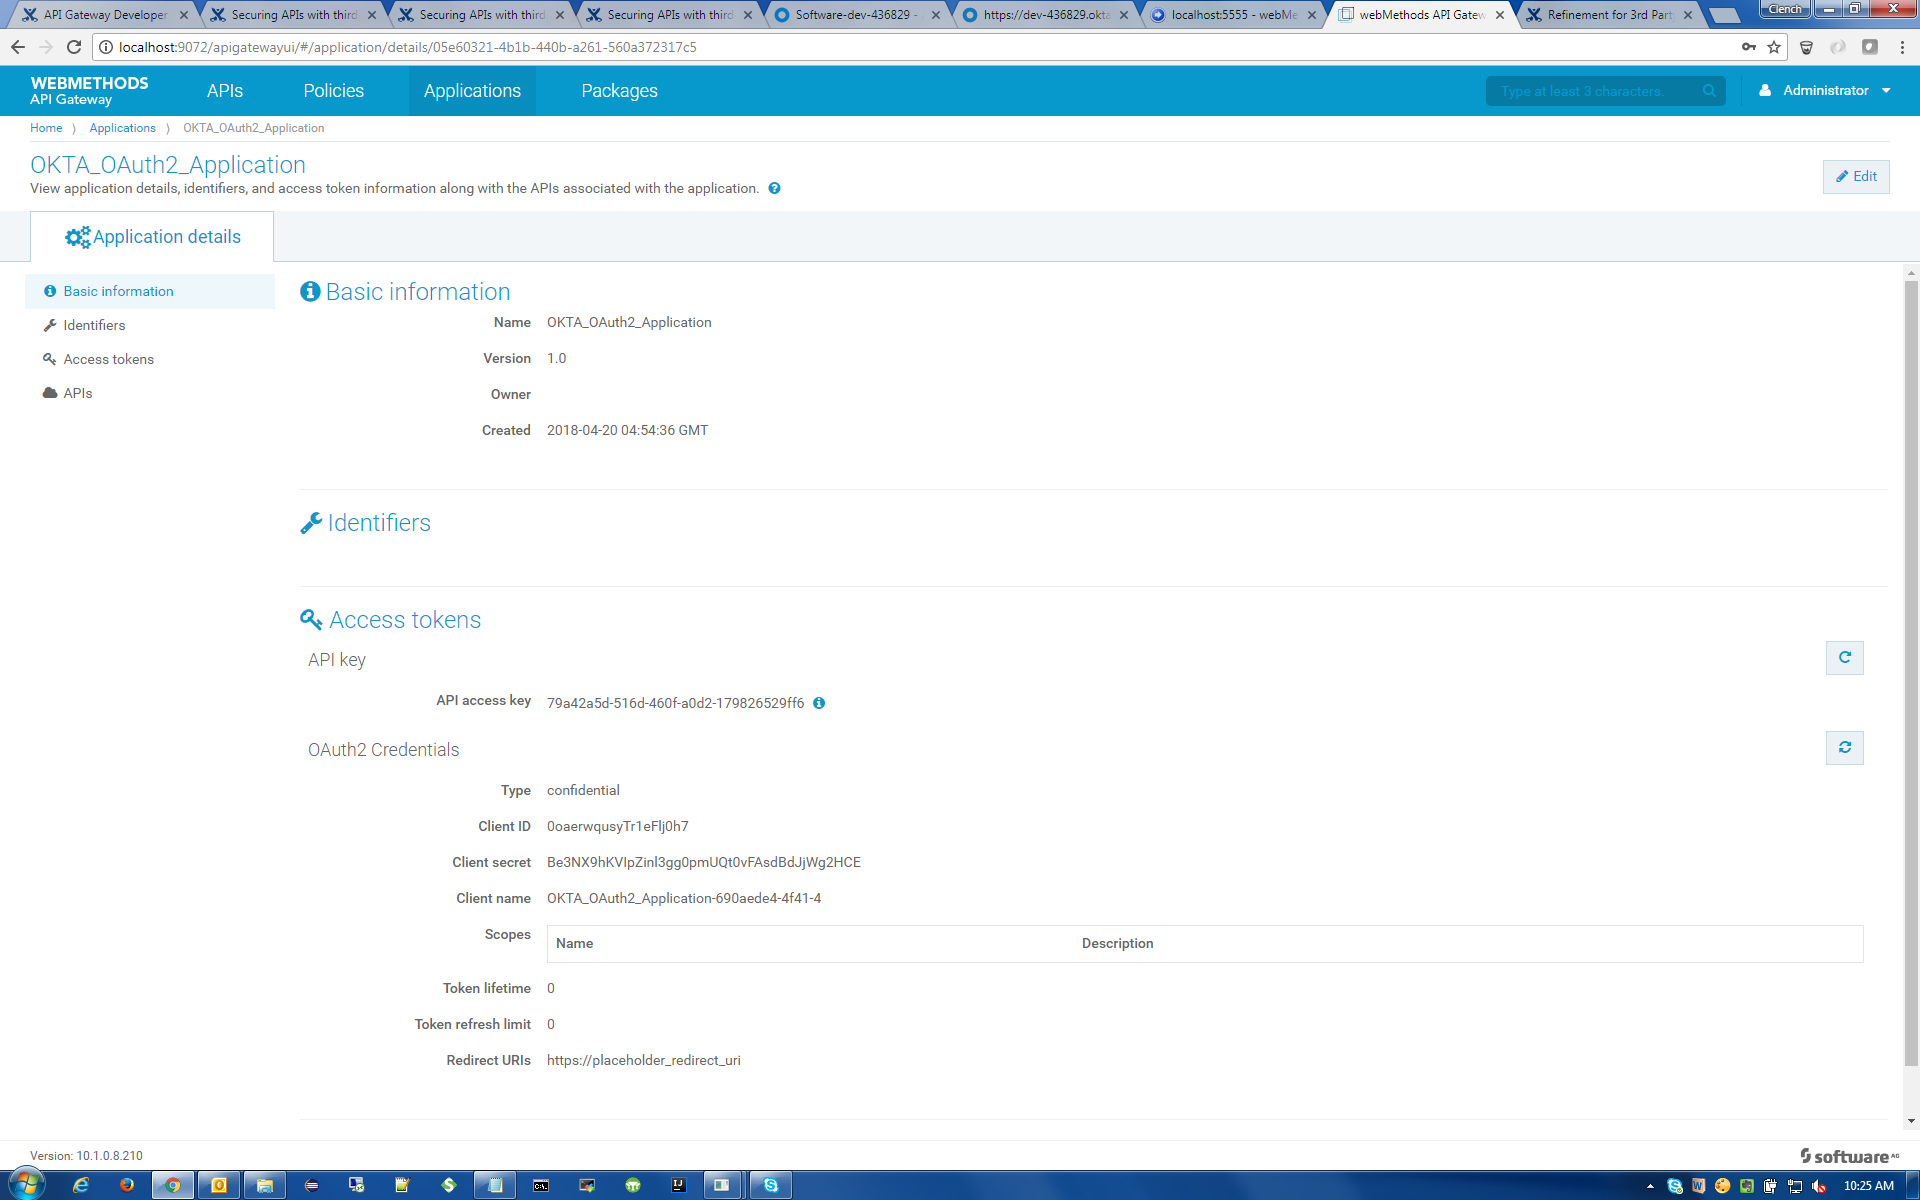 API Gateway Developer
Securing APIs with third
Securing APIs with third
Securing APIs with third
Software-dev-436829 -
https://dev-436829.okta
localhost:5555 - webMe
webMethods API Gatew
Refinement for 3rd Part
Clench
localhost:9072/apigatewayui/#/application/details/05e60321-4b1b-440b-a261-560a372317c5
WEBMETHODS
API Gateway
APIs
Policies
Applications
Packages
Type at least 3 characters.
Administrator
Home
Applications
OKTA_OAuth2_Application
OKTA_OAuth2_Application
View application details, identifiers, and access token information along with the APIs associated with the application.
Edit
Application details
Basic information
Identifiers
Access tokens
APIs
Basic information
Name OKTA_OAuth2_Application
Version 1.0
Owner
Created 2018-04-20 04:54:36 GMT
Identifiers
Access tokens
API key
API access key 79a42a5d-516d-460f-a0d2-179826529ff6
OAuth2 Credentials
Type confidential
Client ID 0oaerwqusyTr1eFlj0h7
Client secret Be3NX9hKVIpZinl3gg0pmUQt0vFAsdBdJjWg2HCE
Client name OKTA_OAuth2_Application-690aede4-4f41-4
Scopes
Name Description
Token lifetime 0
Token refresh limit 0
Redirect URIs https://placeholder_redirect_uri
Version: 10.1.0.8.210
software AG
10:25 AM